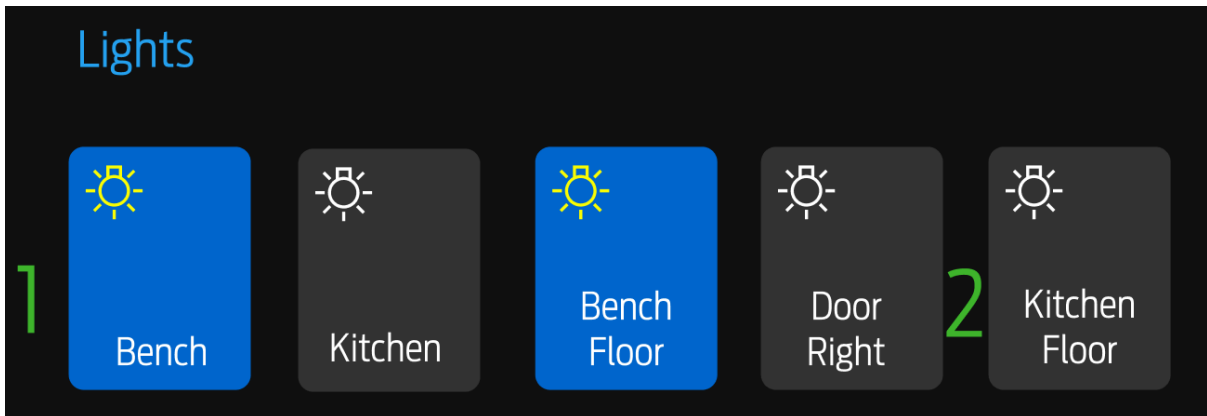 Lights
1
Bench
Kitchen
Bench
Floor
Door
Right
2
Kitchen
Floor